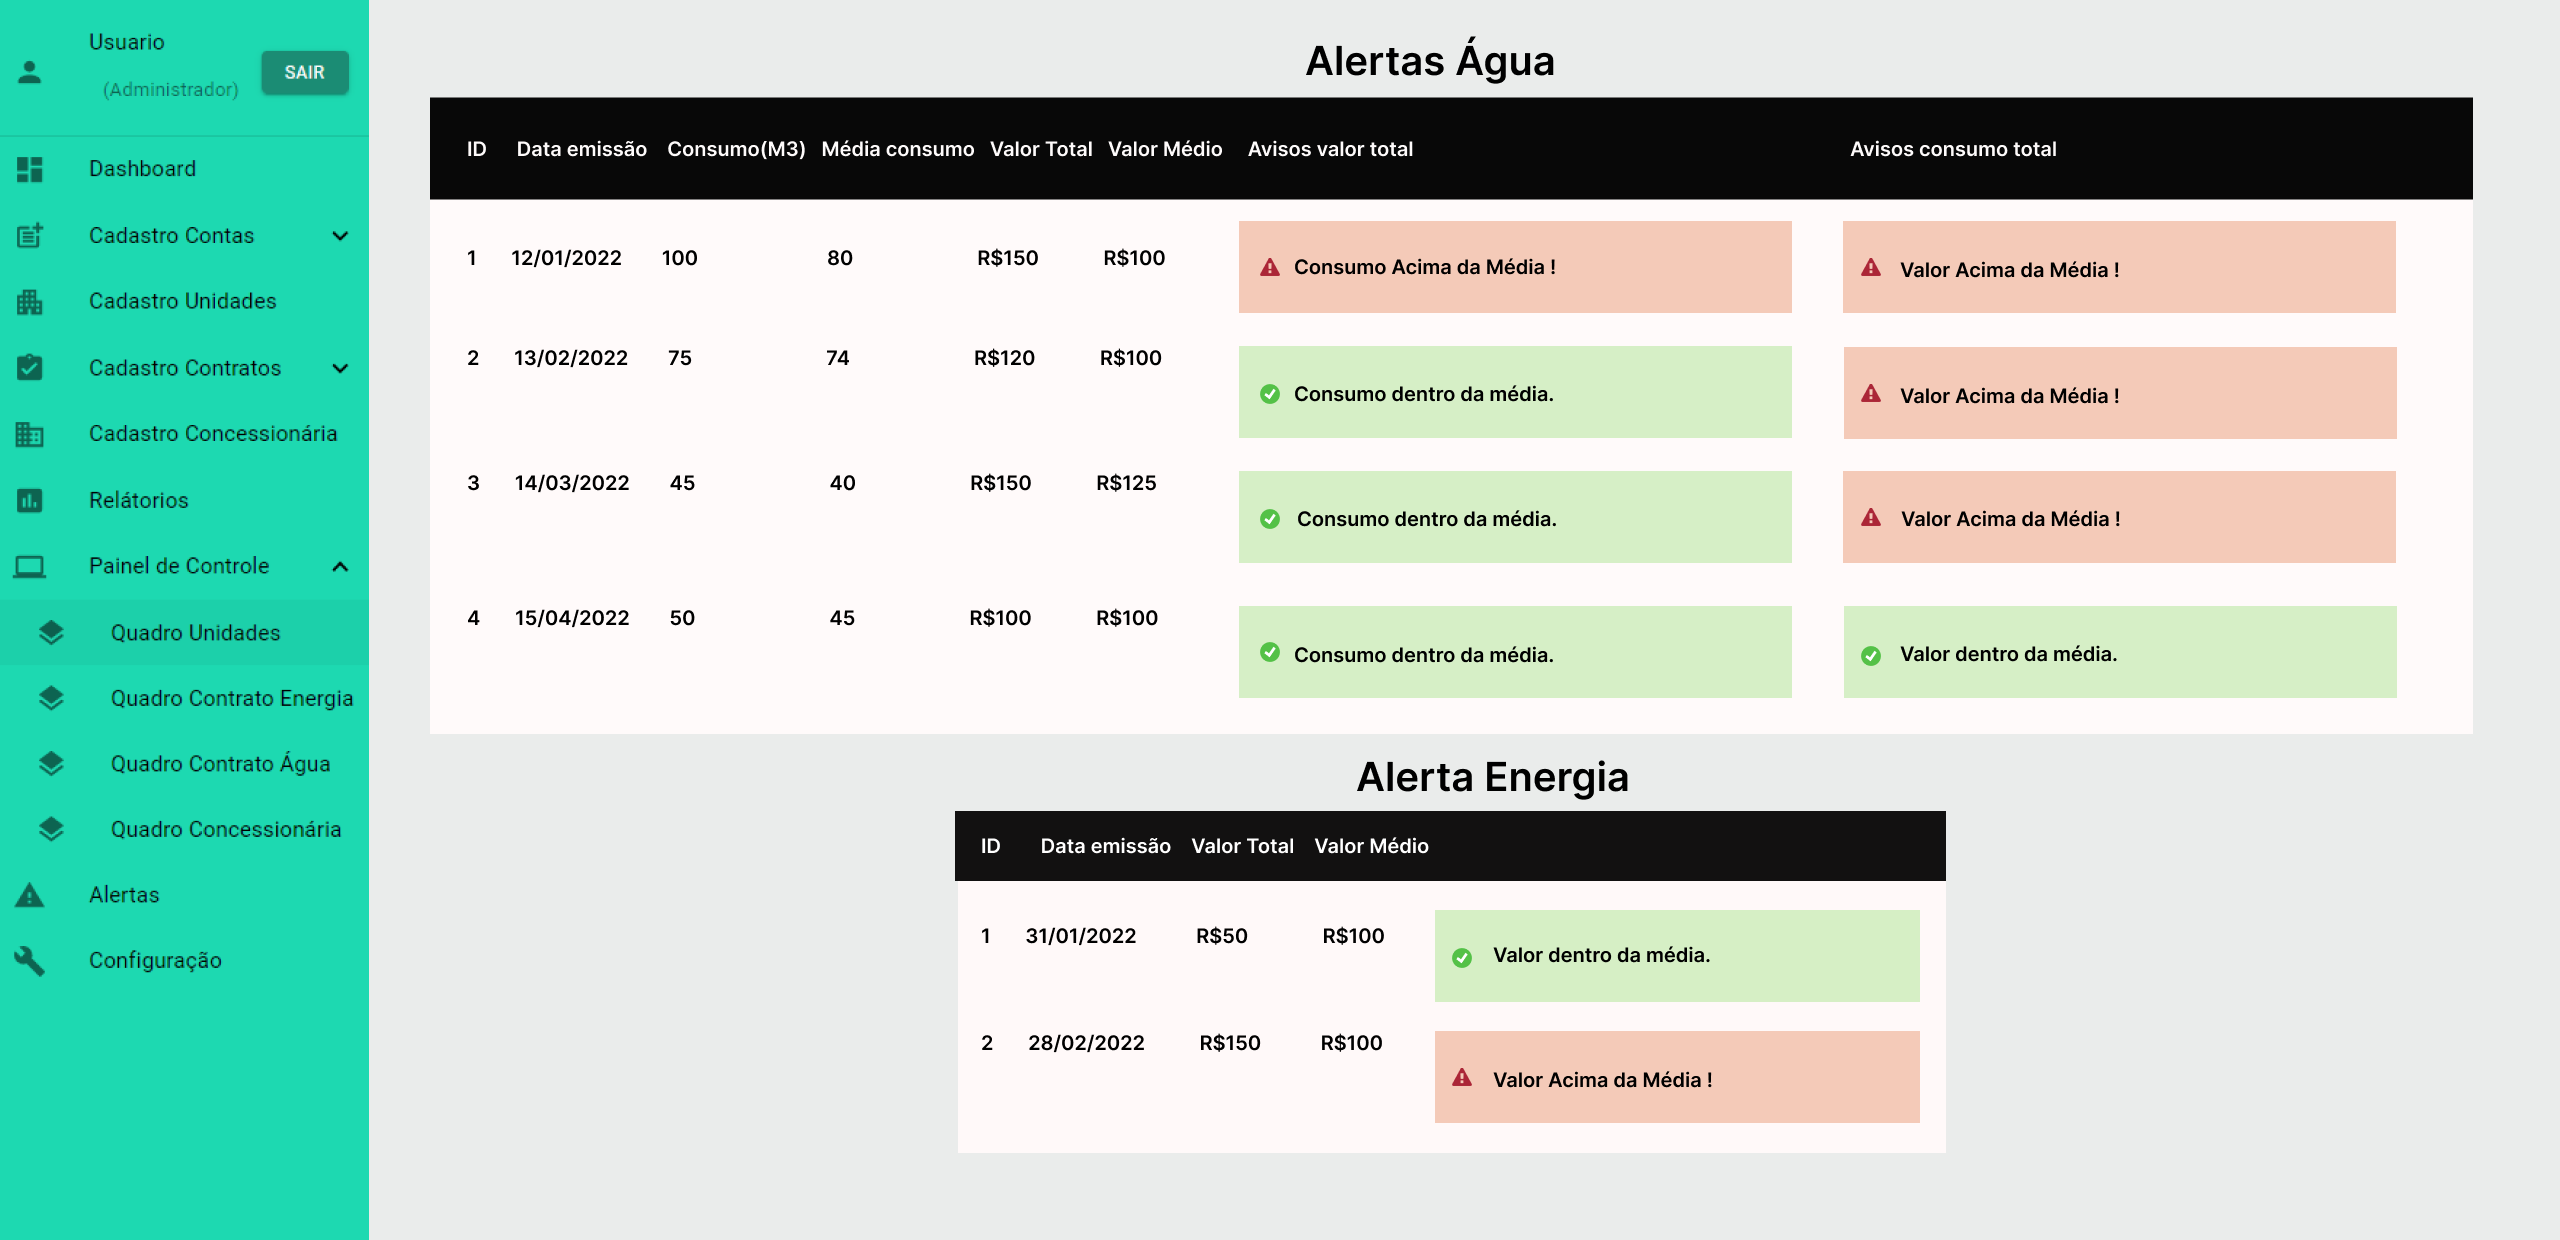 Usuario
(Administrador)
SAIR
Dashboard
Cadastro Contas
Cadastro Unidades
Cadastro Contratos
Cadastro Concessionária
Relátorios
Painel de Controle
Quadro Unidades
Quadro Contrato Energia
Quadro Contrato Água
Quadro Concessionária
Alertas
Configuração
Alertas Água
ID Data emissão Consumo(M3) Média consumo Valor Total Valor Médio Avisos valor total Avisos consumo total
1 12/01/2022 100 80 R$150 R$100 Consumo Acima da Média ! Valor Acima da Média !
2 13/02/2022 75 74 R$120 R$100 Consumo dentro da média. Valor Acima da Média !
3 14/03/2022 45 40 R$150 R$125 Consumo dentro da média. Valor Acima da Média !
4 15/04/2022 50 45 R$100 R$100 Consumo dentro da média. Valor dentro da média.
Alerta Energia
ID Data emissão Valor Total Valor Médio
1 31/01/2022 R$50 R$100 Valor dentro da média.
2 28/02/2022 R$150 R$100 Valor Acima da Média !